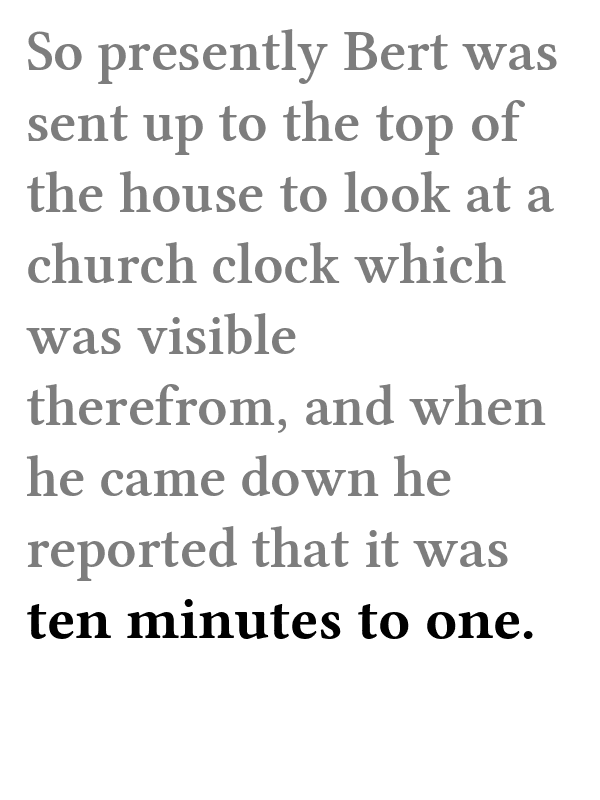 So presently Bert was
sent up to the top of
the house to look at a
church clock which
was visible
therefrom, and when
he came down he
reported that it was
ten minutes to one.